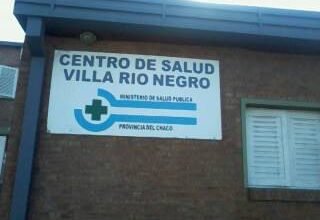 CENTRO DE SALUD
VILLA RIO NEGRO
MINISTERIO DE SALUD PUBLICA
PROVINCIA DEL CHACO